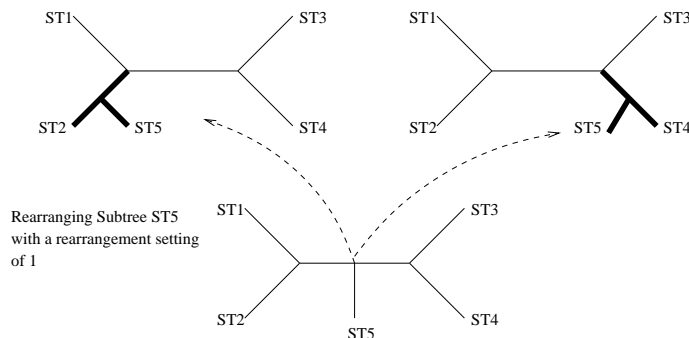 ST1
ST3
ST2
ST5
ST4
ST1
ST3
ST2
ST5
ST4
Rearranging Subtree ST5
with a rearrangement setting
of 1
ST1
ST3
ST2
ST5
ST4